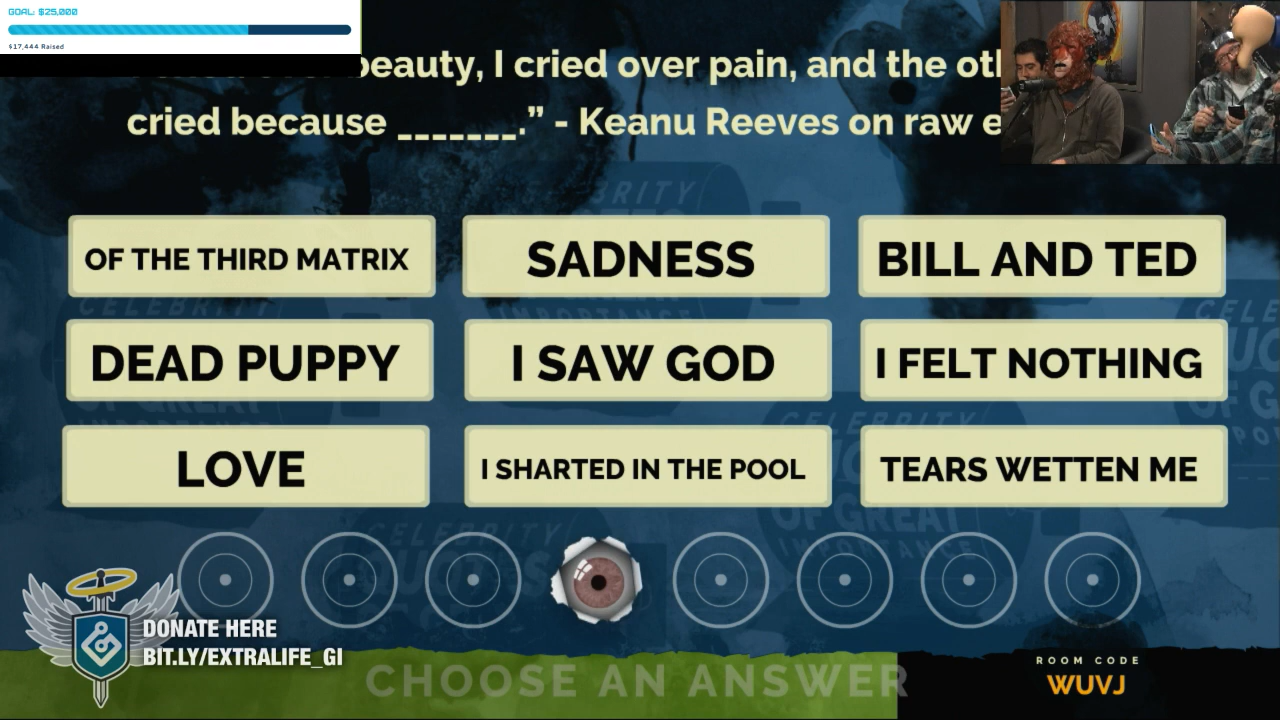 GOAL: $25,000
$17,444 Raised
beauty, I cried over pain, and the
cried because _______.” - Keanu Reeves on raw
OF THE THIRD MATRIX
SADNESS
BILL AND TED
DEAD PUPPY
I SAW GOD
I FELT NOTHING
LOVE
I SHARTED IN THE POOL
TEARS WETTEN ME
DONATE HERE
BIT.LY/EXTRALIFE_GI
CHOOSE AN ANSWER
ROOM CODE
WUVJ